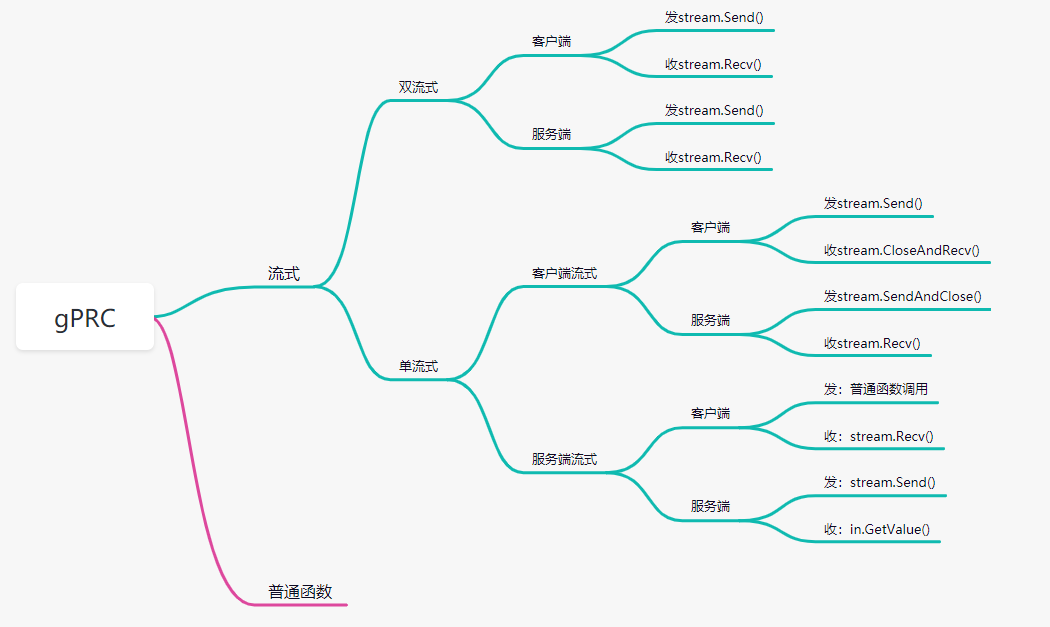 gPRC
流式
双流式
客户端
发stream.Send()
收stream.Recv()
服务端
发stream.Send()
收stream.Recv()
单流式
客户端流式
客户端
发stream.Send()
收stream.CloseAndRecv()
服务端
发stream.SendAndClose()
收stream.Recv()
服务端流式
客户端
发：普通函数调用
收：stream.Recv()
服务端
发：stream.Send()
收：in.GetValue()
普通函数